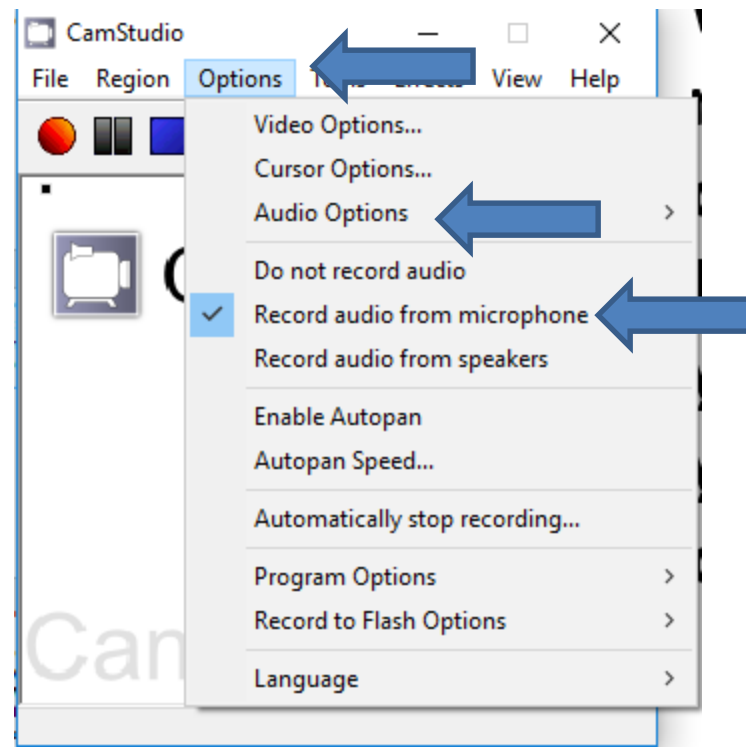 CamStudio
File Region Options View Help
Video Options...
Cursor Options...
Audio Options
Do not record audio
Record audio from microphone
Record audio from speakers
Enable Autopan
Autopan Speed...
Automatically stop recording...
Program Options
Record to Flash Options
Language
Cam